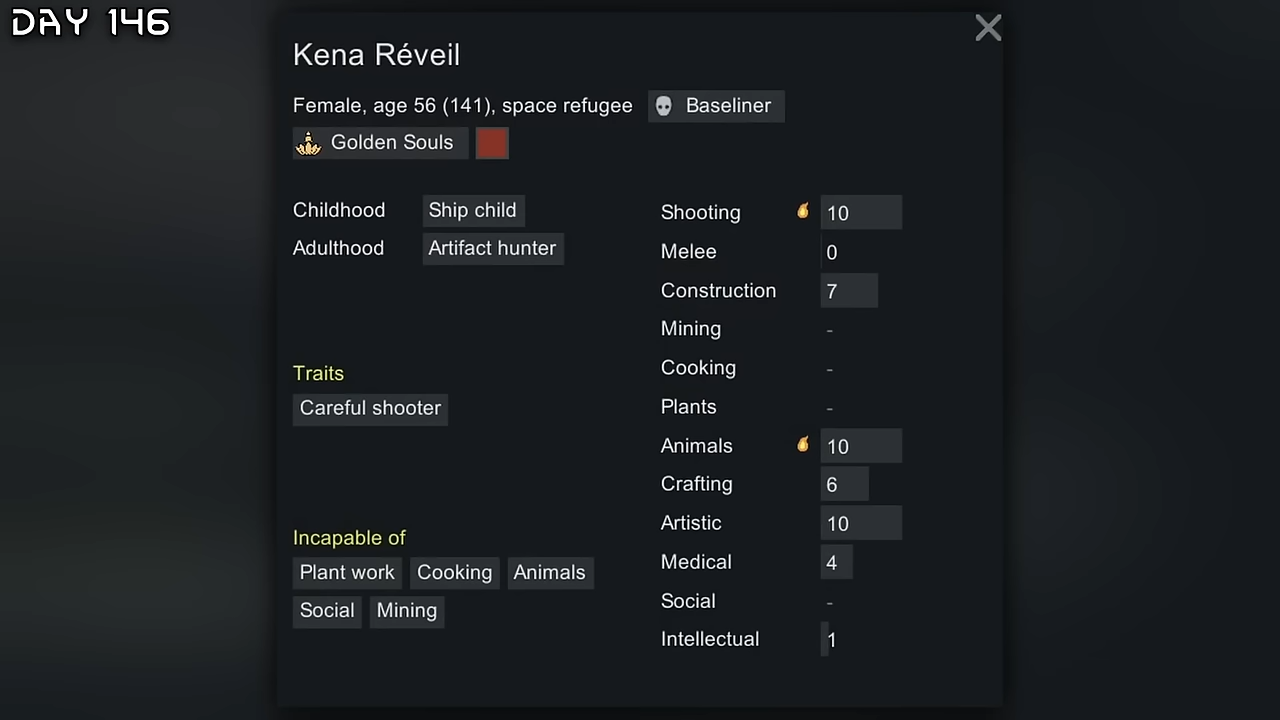 DAY 146
Kena Réveil
Female, age 56 (141), space refugee Baseliner
Golden Souls
Childhood Ship child
Adulthood Artifact hunter
Traits
Careful shooter
Incapable of
Plant work Cooking Animals
Social Mining
Shooting 10
Melee 0
Construction 7
Mining -
Cooking -
Plants -
Animals 10
Crafting 6
Artistic 10
Medical 4
Social -
Intellectual 1